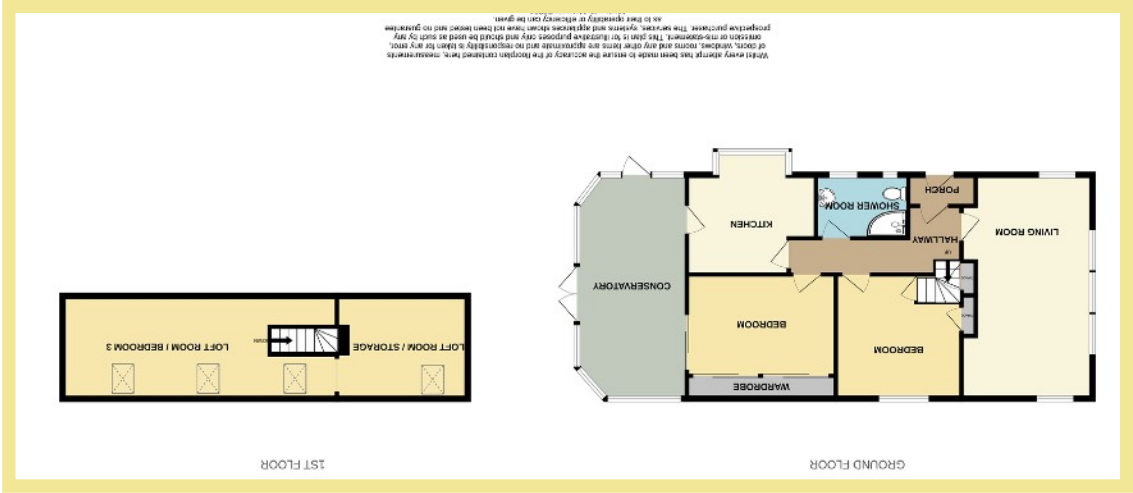 GROUND FLOOR
1ST FLOOR
WARDROBE
BEDROOM
BEDROOM
CONSERVATORY
LIVING ROOM
UP
HALLWAY
KITCHEN
SHOWER ROOM
PORCH
LOFT ROOM / STORAGE
DOWN
LOFT ROOM / BEDROOM 3
Whilst every attempt has been made to ensure the accuracy of the floorplan contained here, measurements
of doors, windows, rooms and any other items are approximate and no responsibility is taken for any error,
omission or mis-statement. This plan is for illustrative purposes only and should be used as such by any
prospective purchaser. The services, systems and appliances shown have not been tested and no guarantee
as to their operability or efficiency can be given.